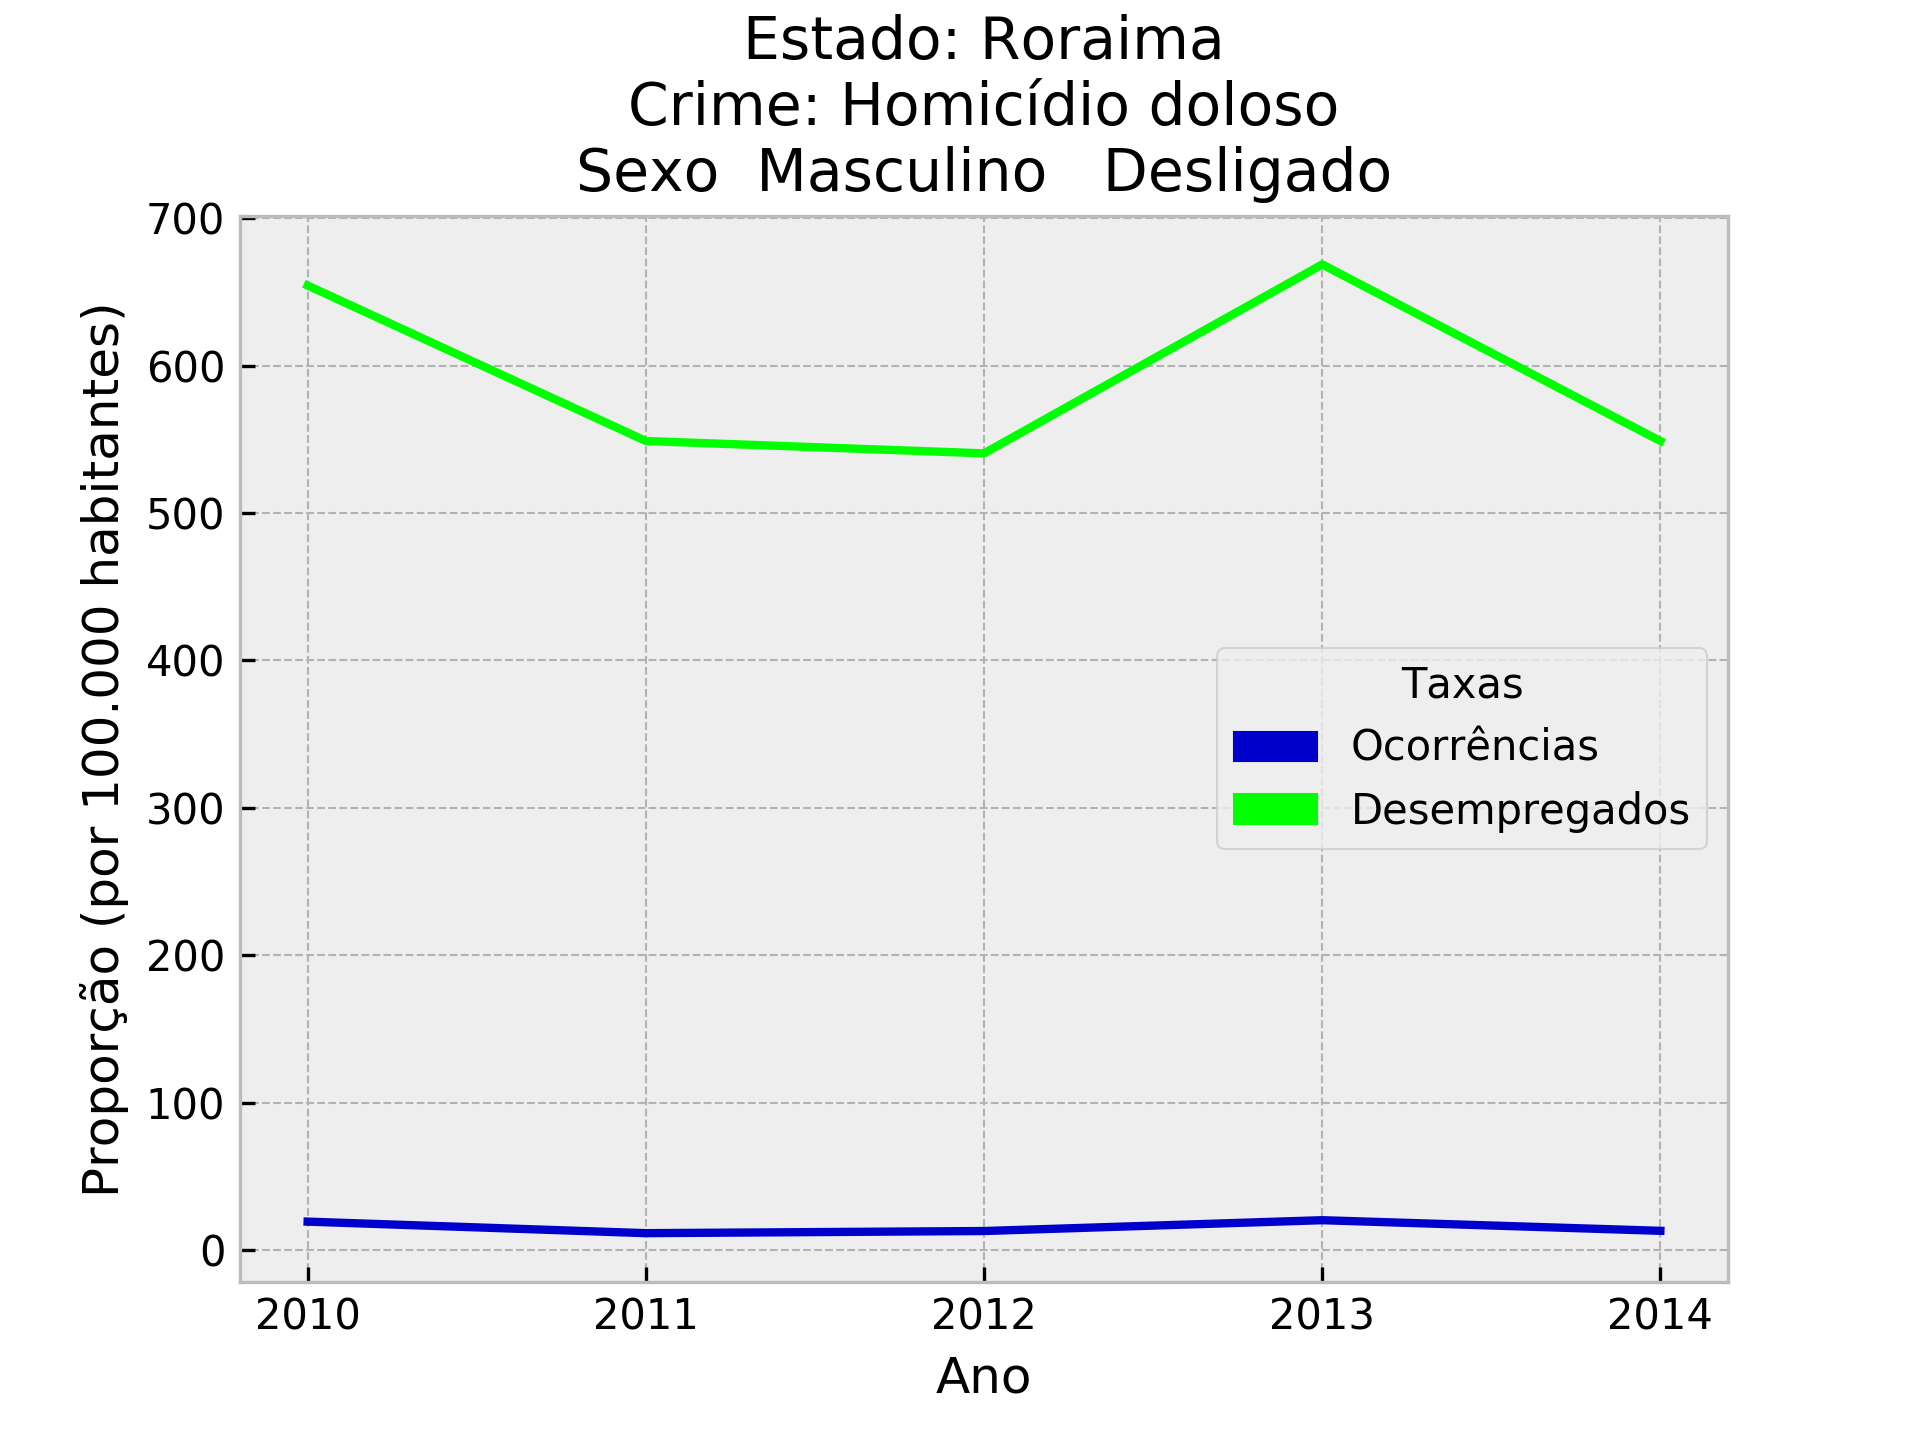 Estado: Roraima
Crime: Homicídio doloso
Sexo  Masculino   Desligado
Proporção (por 100.000 habitantes)
700
600
500
400
300
200
100
0
Taxas
Ocorrências
Desempregados
2010 2011 2012 2013 2014
Ano